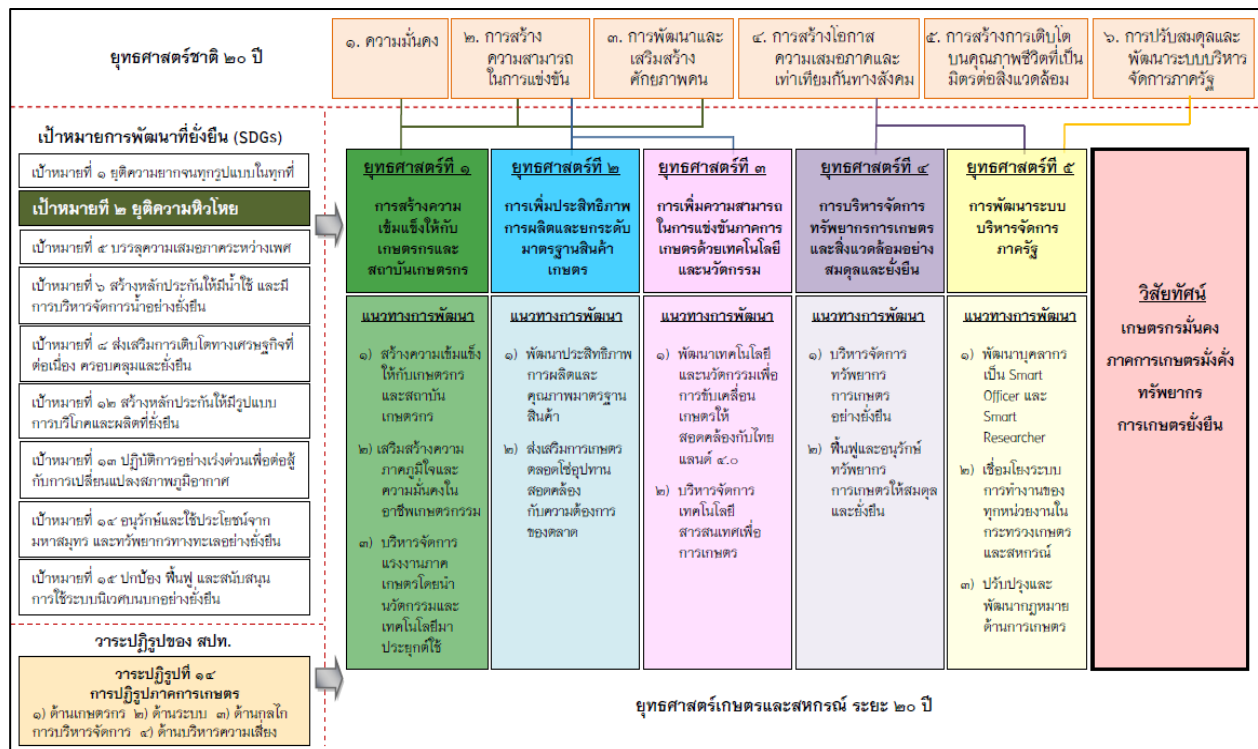 ยุทธศาสตร์ชาติ ๒๐ ปี
๑. ความมั่นคง
๒. การสร้าง
ความสามารถ
ในการแข่งขัน
๓. การพัฒนาและ
เสริมสร้าง
ศักยภาพคน
๔. การสร้างโอกาส
ความเสมอภาคและ
เท่าเทียมกันทางสังคม
๕. การสร้างการเติบโต
บนคุณภาพชีวิตที่เป็น
มิตรต่อสิ่งแวดล้อม
๖. การปรับสมดุลและ
พัฒนาระบบบริหาร
จัดการภาครัฐ
เป้าหมายการพัฒนาที่ยั่งยืน (SDGs)
เป้าหมายที่ ๑ ยุติความยากจนทุกรูปแบบในทุกที่
เป้าหมายที่ ๒ ยุติความหิวโหย
เป้าหมายที่ ๕ บรรลุความเสมอภาคระหว่างเพศ
เป้าหมายที่ ๖ สร้างหลักประกันให้มีน้ำใช้ และมี
การบริหารจัดการน้ำอย่างยั่งยืน
เป้าหมายที่ ๘ ส่งเสริมการเติบโตทางเศรษฐกิจที่
ต่อเนื่อง ครอบคลุมและยั่งยืน
เป้าหมายที่ ๑๒ สร้างหลักประกันให้มีรูปแบบ
การบริโภคและผลิตที่ยั่งยืน
เป้าหมายที่ ๑๓ ปฏิบัติการอย่างเร่งด่วนเพื่อต่อสู้
กับการเปลี่ยนแปลงสภาพภูมิอากาศ
เป้าหมายที่ ๑๔ อนุรักษ์และใช้ประโยชน์จาก
มหาสมุทร และทรัพยากรทางทะเลอย่างยั่งยืน
เป้าหมายที่ ๑๕ ปกป้อง ฟื้นฟู และสนับสนุน
การใช้ระบบนิเวศบนบกอย่างยั่งยืน
วาระปฏิรูปของ สปท.
วาระปฏิรูปที่ ๑๔
การปฏิรูปภาคการเกษตร
๑) ด้านเกษตรกร ๒) ด้านระบบ ๓) ด้านกลไก
การบริหารจัดการ ๔) ด้านบริหารความเสี่ยง
ยุทธศาสตร์ที่ ๑
การสร้างความ
เข้มแข็งให้กับ
เกษตรกรและ
สถาบันเกษตรกร
แนวทางการพัฒนา
๑) สร้างความเข้มแข็ง
ให้กับเกษตรกร
และสถาบัน
เกษตรกร
๒) เสริมสร้างความ
ภาคภูมิใจและ
ความมั่นคงใน
อาชีพเกษตรกรรม
๓) บริหารจัดการ
แรงงานภาค
เกษตรโดยนำ
นวัตกรรมและ
เทคโนโลยีมา
ประยุกต์ใช้
ยุทธศาสตร์ที่ ๒
การเพิ่มประสิทธิภาพ
การผลิตและยกระดับ
มาตรฐานสินค้า
เกษตร
แนวทางการพัฒนา
๑) พัฒนาประสิทธิภาพ
การผลิตและ
คุณภาพมาตรฐาน
สินค้า
๒) ส่งเสริมการเกษตร
ตลอดโซ่อุปทาน
สอดคล้อง
กับความต้องการ
ของตลาด
ยุทธศาสตร์ที่ ๓
การเพิ่มความสามารถ
ในการแข่งขันภาคการ
เกษตรด้วยเทคโนโลยี
และนวัตกรรม
แนวทางการพัฒนา
๑) พัฒนาเทคโนโลยี
และนวัตกรรมเพื่อ
การขับเคลื่อน
เกษตรให้
สอดคล้องกับไทย
แลนด์ ๔.๐
๒) บริหารจัดการ
เทคโนโลยี
สารสนเทศเพื่อ
การเกษตร
ยุทธศาสตร์ที่ ๔
การบริหารจัดการ
ทรัพยากรการเกษตร
และสิ่งแวดล้อมอย่าง
สมดุลและยั่งยืน
แนวทางการพัฒนา
๑) บริหารจัดการ
ทรัพยากร
การเกษตร
อย่างยั่งยืน
๒) ฟื้นฟูและอนุรักษ์
ทรัพยากร
การเกษตรให้สมดุล
และยั่งยืน
ยุทธศาสตร์ที่ ๕
การพัฒนาระบบ
บริหารจัดการ
ภาครัฐ
แนวทางการพัฒนา
๑) พัฒนาบุคลากร
เป็น Smart
Officer และ
Smart
Researcher
๒) เชื่อมโยงระบบ
การทำงานของ
ทุกหน่วยงานใน
กระทรวงเกษตร
และสหกรณ์
๓) ปรับปรุงและ
พัฒนากฎหมาย
ด้านการเกษตร
วิสัยทัศน์
เกษตรกรมั่นคง
ภาคการเกษตรมั่งคั่ง
ทรัพยากร
การเกษตรยั่งยืน
ยุทธศาสตร์เกษตรและสหกรณ์ ระยะ ๒๐ ปี